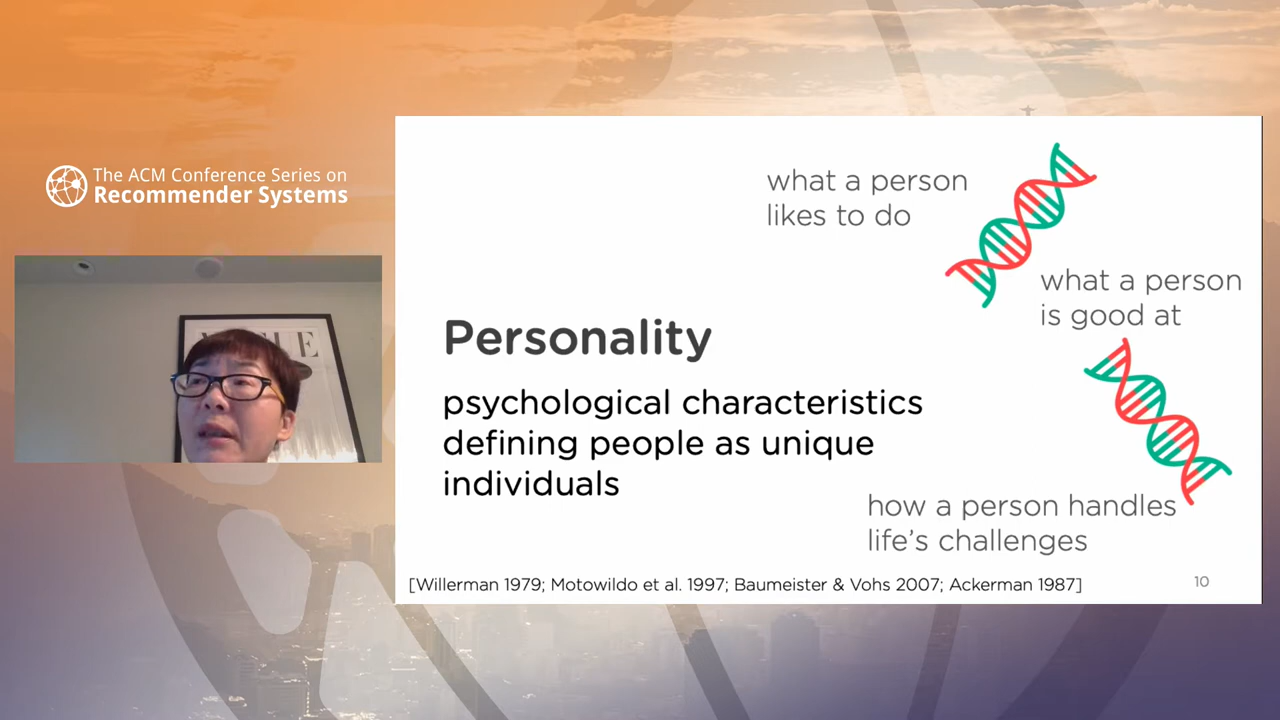 The ACM Conference Series on
Recommender Systems
what a person
likes to do
what a person
is good at
Personality
psychological characteristics
defining people as unique
individuals
how a person handles
life's challenges
[Willerman 1979; Motowildo et al. 1997; Baumeister & Vohs 2007; Ackerman 1987]
10